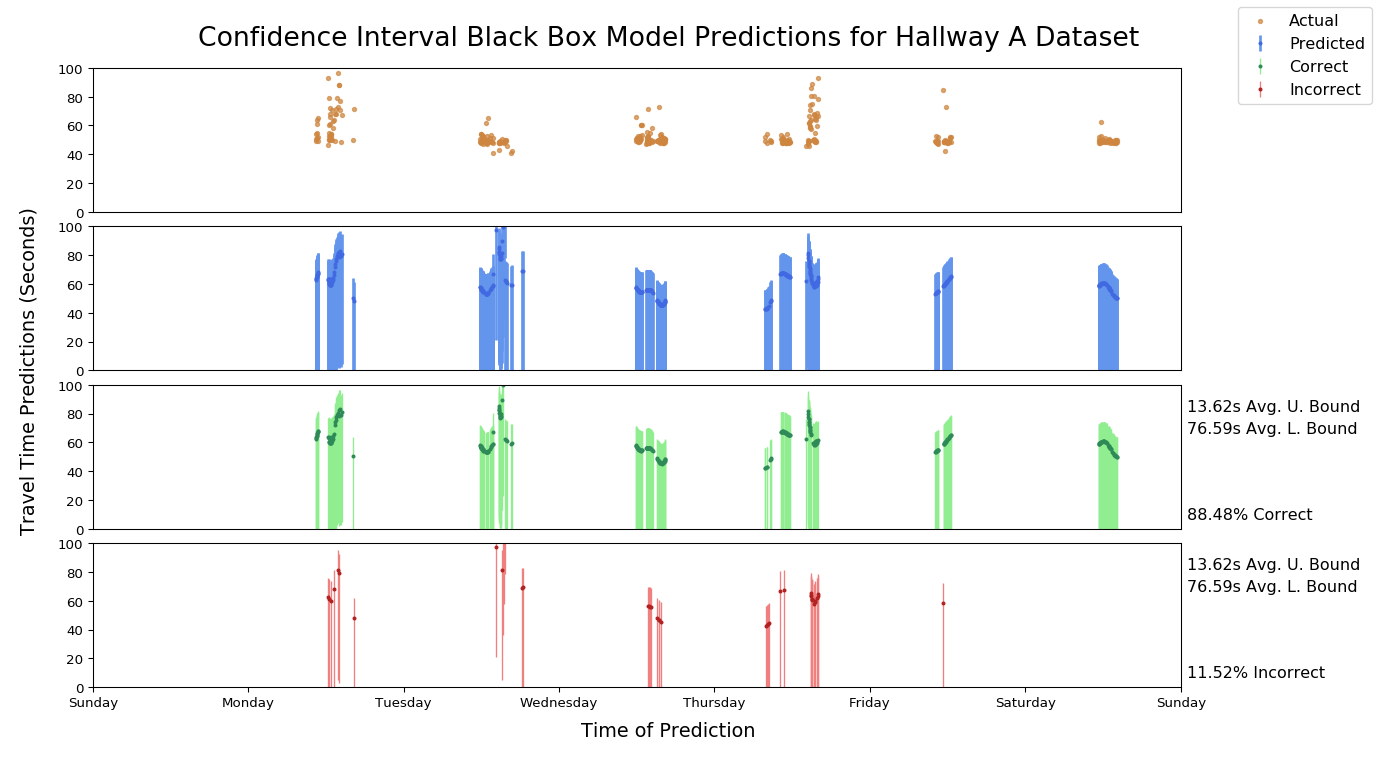 Confidence Interval Black Box Model Predictions for Hallway A Dataset
Actual
Predicted
Correct
Incorrect
Travel Time Predictions (Seconds)
100
80
60
40
20
0
100
80
60
40
20
0
100
80
60
40
20
0
13.62s Avg. U. Bound
76.59s Avg. L. Bound
88.48% Correct
100
80
60
40
20
0
13.62s Avg. U. Bound
76.59s Avg. L. Bound
11.52% Incorrect
Sunday Monday Tuesday Wednesday Thursday Friday Saturday Sunday
Time of Prediction